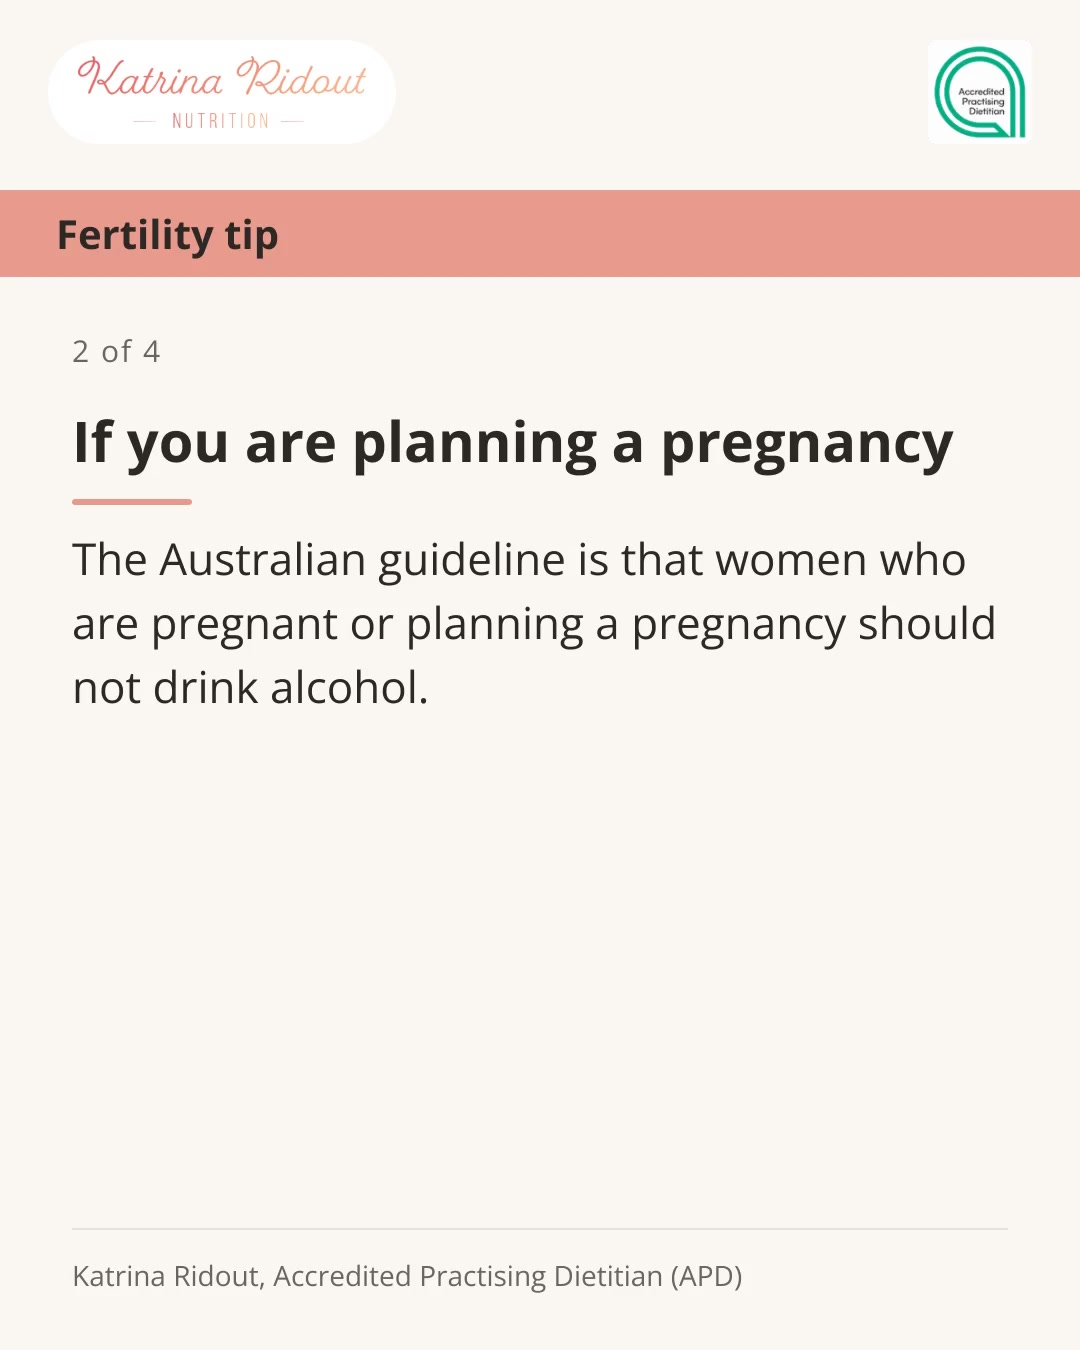 Katrina Ridout
NUTRITION
Accredited
Practising
Dietitian
Fertility tip
2 of 4
If you are planning a pregnancy
The Australian guideline is that women who
are pregnant or planning a pregnancy should
not drink alcohol.
Katrina Ridout, Accredited Practising Dietitian (APD)